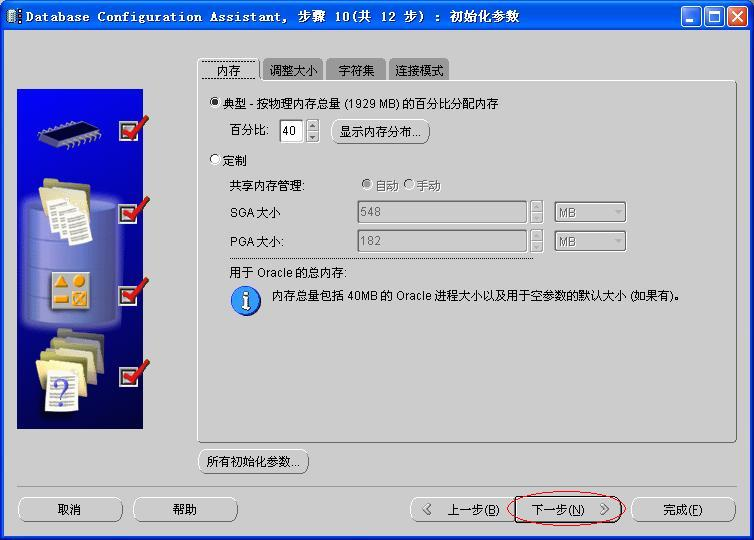 Database Configuration Assistant, 步骤 10(共 12 步) : 初始化参数
内存 调整大小 字符集 连接模式
典型 - 按物理内存总量 (1929 MB) 的百分比分配内存
百分比: 40 显示内存分布...
定制
共享内存管理: 自动 手动
SGA 大小 548 MB
PGA 大小: 182 MB
用于 Oracle 的总内存:
内存总量包括 40MB 的 Oracle 进程大小以及用于空参数的默认大小 (如果有)。
所有初始化参数...
取消 帮助 上一步(B) 下一步(N) 完成(F)